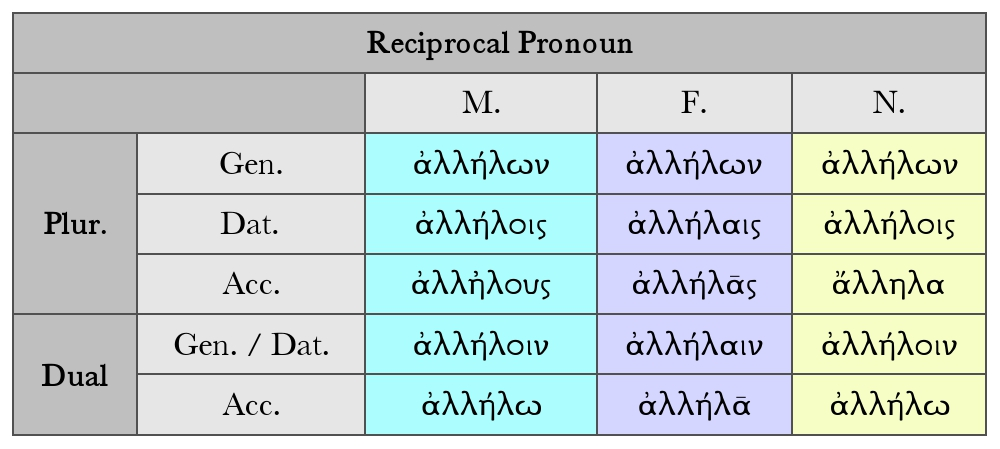 Reciprocal Pronoun
M. F. N.
Plur. Gen. ἀλλήλων ἀλλήλων ἀλλήλων
Dat. ἀλλήλοις ἀλλήλαις ἀλλήλοις
Acc. ἀλλἠλους ἀλλήλᾱς ἄλληλα
Dual Gen. / Dat. ἀλλήλοιν ἀλλήλαιν ἀλλήλοιν
Acc. ἀλλήλω ἀλλήλᾱ ἀλλήλω